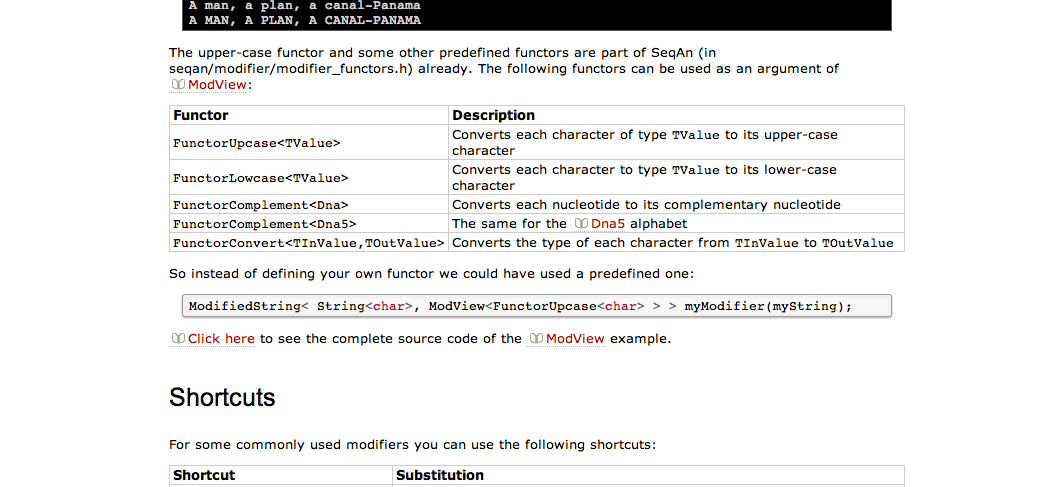 A man, a plan, a canal-Panama
A MAN, A PLAN, A CANAL-PANAMA
The upper-case functor and some other predefined functors are part of SeqAn (in
seqan/modifier/modifier_functors.h) already. The following functors can be used as an argument of
ModView:
Functor Description
FunctorUpcase<TValue> Converts each character of type TValue to its upper-case
character
FunctorLowcase<TValue> Converts each character to type TValue to its lower-case
character
FunctorComplement<Dna> Converts each nucleotide to its complementary nucleotide
FunctorComplement<Dna5> The same for the Dna5 alphabet
FunctorConvert<TInValue,TOutValue> Converts the type of each character from TInValue to TOutValue
So instead of defining your own functor we could have used a predefined one:
ModifiedString< String<char>, ModView<FunctorUpcase<char> > > myModifier(myString);
Click here to see the complete source code of the ModView example.
Shortcuts
For some commonly used modifiers you can use the following shortcuts:
Shortcut Substitution